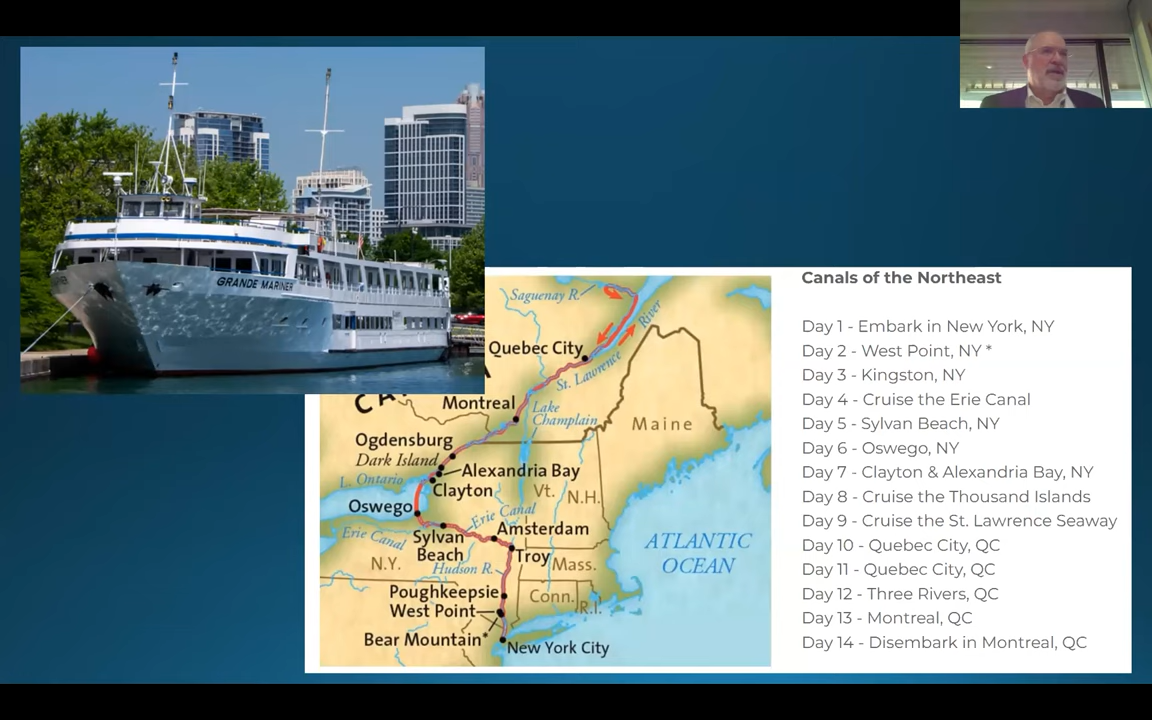 GRANDE MARINER
Saguenay R.
River
Quebec City
St. Lawrence
Montreal
Lake
Champlain
Maine
Ogdensburg
Dark Island
Alexandria Bay
L. Ontario
Clayton
Vt.
N.H.
Oswego
Erie Canal
Erie Canal
Amsterdam
Sylvan
Beach
Troy
N.Y.
Mass.
Hudson R.
ATLANTIC
OCEAN
Poughkeepsie
Conn.
R.I.
West Point
Bear Mountain*
New York City
Canals of the Northeast
Day 1 - Embark in New York, NY
Day 2 - West Point, NY *
Day 3 - Kingston, NY
Day 4 - Cruise the Erie Canal
Day 5 - Sylvan Beach, NY
Day 6 - Oswego, NY
Day 7 - Clayton & Alexandria Bay, NY
Day 8 - Cruise the Thousand Islands
Day 9 - Cruise the St. Lawrence Seaway
Day 10 - Quebec City, QC
Day 11 - Quebec City, QC
Day 12 - Three Rivers, QC
Day 13 - Montreal, QC
Day 14 - Disembark in Montreal, QC